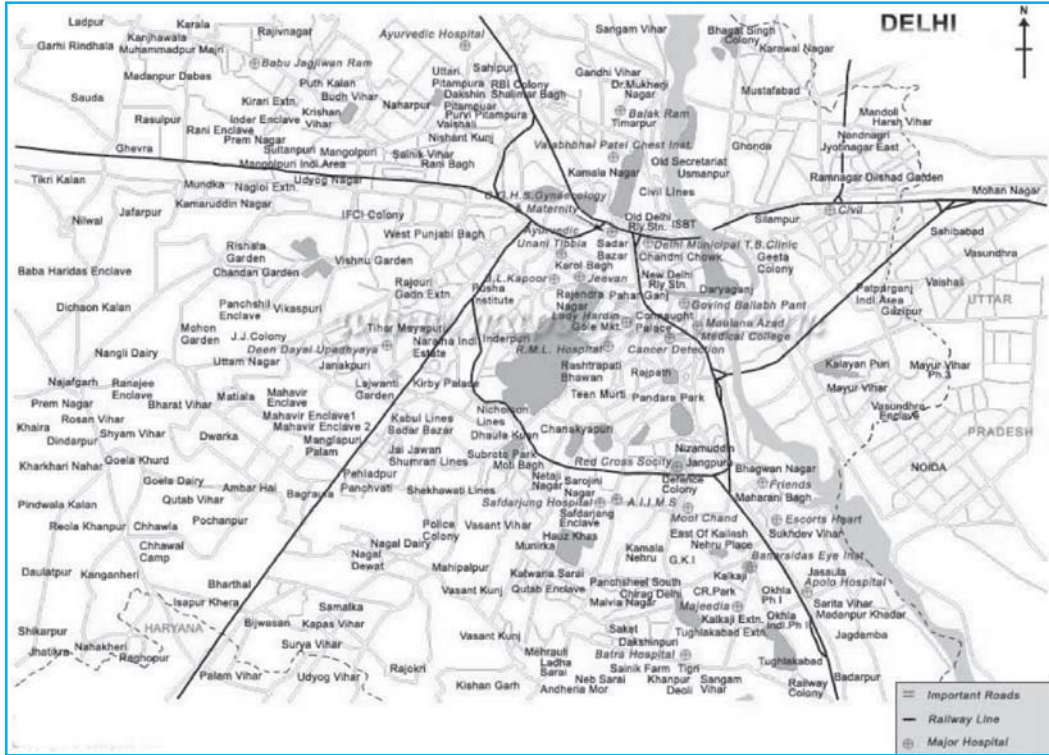 DELHI
N
Ladpur
Karala
Rajivnagar
Ayurvedic Hospital
Sangam Vihar
Bhagat Singh
Colony
Karawal Nagar
Garhi Rindhala
Kanjhawala
Muhammadpur Majri
Babu Jagjiwan Ram
Madanpur Dabas
Puth Kalan
Budh Vihar
Uttari
Pitampura
Sahipur
RBI Colony
Dakshin
Pitampuar
Shalimar Bagh
Purvi Pitampura
Vaishali
Gandhi Vihar
Dr.Mukherji
Nagar
Mustafabad
Sauda
Kirari Extn.
Krishan
Vihar
Naharpur
Balak Ram
Timarpur
Mandoli
Harsh Vihar
Rasulpur
Inder Enclave
Rani Enclave
Prem Nagar
Nishant Kunj
Nandnagri
Jyotinagar East
Ghevra
Sultanpuri
Mangolpuri
Sainik Vihar
Rani Bagh
Valabhbhai Patel Chest Inst.
Ghonda
Mangolpuri Indl Area
Kamala Nagar
Old Secretariat
Usmanpur
Ramnagar
Dilshad Garden
Tikri Kalan
Mundka
Nagloi Extn.
Udyog Nagar
Civil Lines
Mohan Nagar
Kamaruddin Nagar
C.G.H.S.Gynaecology
& Maternity
Nilwal
Jafarpur
IFCI-Colony
Old Delhi
Rly.Stn.
ISBT
Silampur
Civil
West Punjabi Bagh
Ayurvedic
Unani Tibbia
Sadar
Bazar
Delhi Municipal T.B.Clinic
Chandni Chowk
Sahibabad
Rishala
Garden
Chandan Garden
Vishnu Garden
Karol Bagh
Geeta
Colony
Vasundhra
Baba Haridas Enclave
Rajouri
Gadn Extn.
B.L.Kapoor
Jeevan
New Delhi
Rly Stn.
Daryaganj
Patparganj
Indl Area
Vaishali
Pusha
Institute
Rajendra
Nagar
Pahar Ganj
Govind Ballabh Pant
Gazipur
UTTAR
Dichaon Kalan
Panchshil
Enclave
Vikaspuri
Lady Hardin
Gole Mkt.
Connaught
Palace
Maulana Azad
Medical College
Mohon
Garden
J.J.Colony
Tihar
Mayapuri
Inderpuri
Naraina Indl
Estate
R.M.L. Hospital
Cancer Detection
Nangli Dairy
Deen Dayal Upadhyaya
Uttam Nagar
Janakpuri
Rashtrapati
Bhawan
Rajpath
Kalayan Puri
Mayur Vihar
Ph 3
Najafgarh
Ranajee
Enclave
Matiala
Mahavir
Enclave
Lajwanti
Garden
Kirby Palace
Teen Murti
Pandara Park
Mayur Vihar
Prem Nagar
Bharat Vihar
Mahavir Enclave1
Mahavir Enclave 2
Kabul Lines
Sadar Bazar
Nicholson
Lines
Vasundhra
Enclave
Rosan Vihar
Khaira
Dindarpur
Shyam Vihar
Dwarka
Manglapuri
Palam
Dhaula Kuan
Chanakyapuri
PRADESH
Jai Jawan
Shumran Lines
Subroto Park
Moti Bagh
Nizamuddin
Jangpura
Kharkhari Nahar
Goela Khurd
Pehladpur
Red Cross Socity
Bhagwan Nagar
NOIDA
Goela Dairy
Ambar Hai
Panchvati
Netaji
Nagar
Sarojini
Nagar
Defence
Colony
Friends
Maharani Bagh
Pindwala Kalan
Qutab Vihar
Bagraula
Shekhawati Lines
Safdarjung Hospital
A.I.I.M.S
Reola Khanpur
Chhawla
Pochanpur
Police
Colony
Vasant Vihar
Safdarjang
Enclave
Mool Chand
Escorts Heart
Hauz Khas
East Of Kailash
Sukhdev Vihar
Chhawal
Camp
Nagal Dairy
Munirka
Kamala
Nehru
Nehru Place
G.K.I
Banarsidas Eye Inst
Daulatpur
Kanganheri
Nagal
Dewat
Mahipalpur
Katwaria Sarai
Panchsheel South
Kalkaji
Jasaula
Apolo Hospital
Bharthal
Vasant Kunj
Qutab Enclave
Chirag Delhi
CR.Park
Okhla
Ph I
Isapur Khera
Samalka
Malvia Nagar
Majeedia
Sarita Vihar
Madanpur Khadar
HARYANA
Bijwasan
Kapas Vihar
Kalkaji Extn.
Okhla
Indl.Ph II
Shikarpur
Surya Vihar
Vasant Kunj
Saket
Dakshinpuri
Tughlakabad Extn.
Jagdemba
Jhatikra
Nahakheri
Raghopur
Mehrauli
Ladha
Sarai
Batra Hospital
Tughlakabad
Palam Vihar
Udyog Vihar
Rajokri
Sainik Farm
Tigri
Badarpur
Kishan Garh
Neb Sarai
Andheria Mor
Khanpur
Deoli
Sangam
Vihar
Railway
Colony
Important Roads
Railway Line
Major Hospital